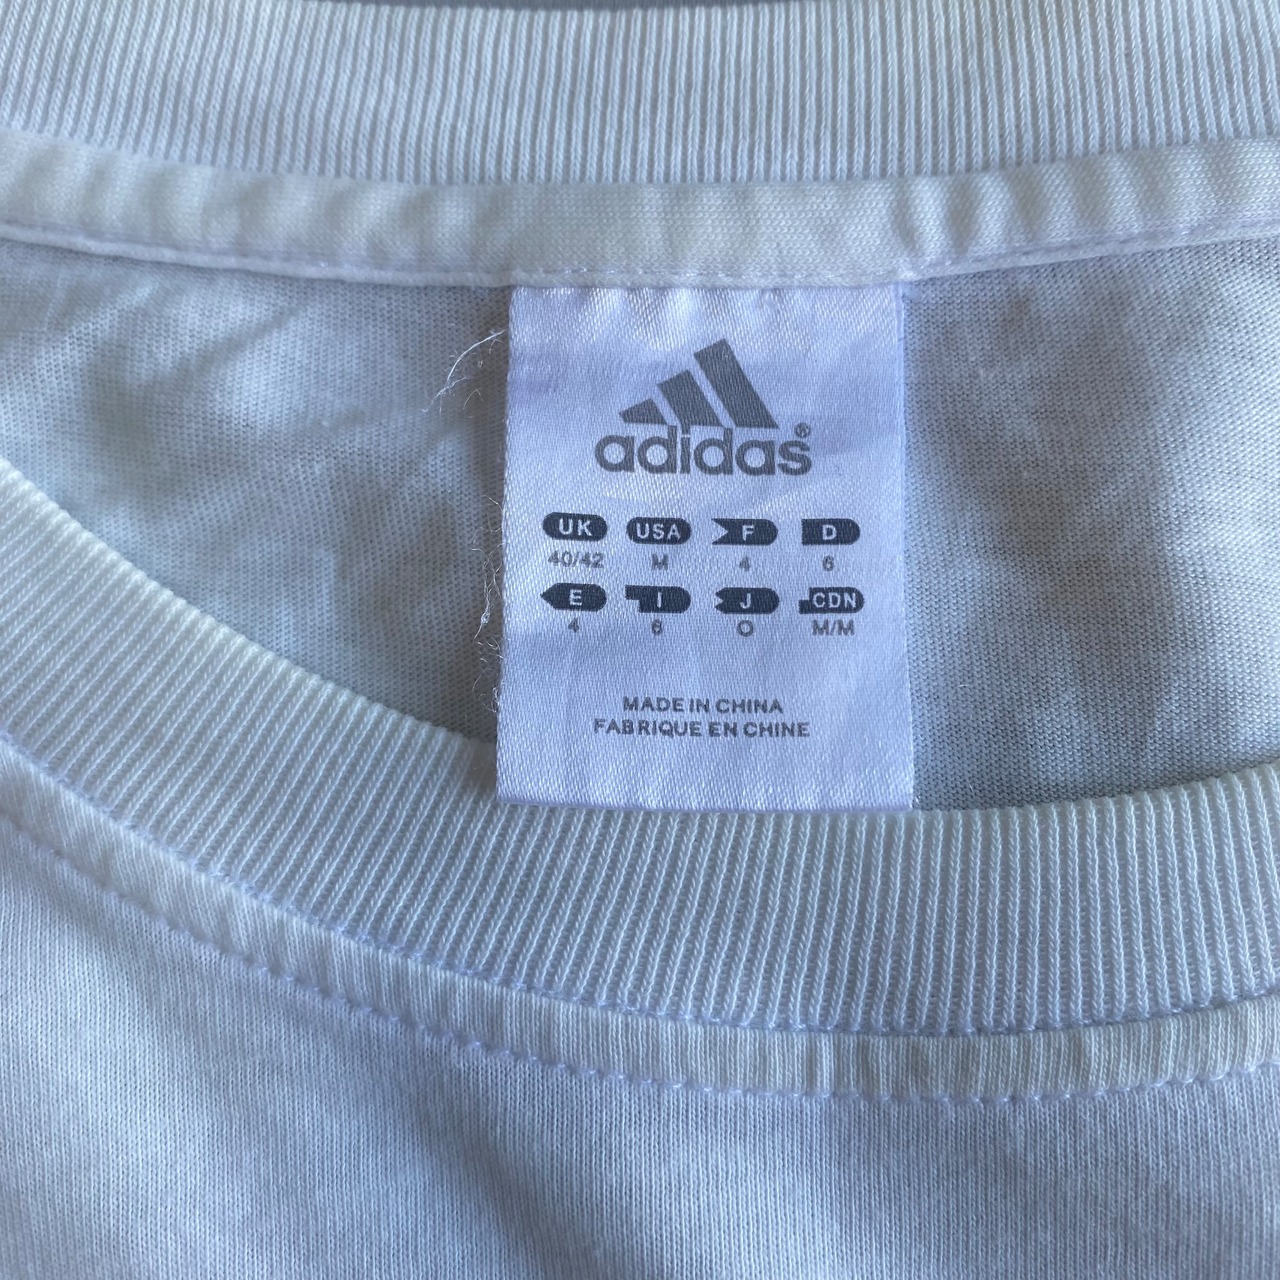 adidas®
UK USA F D
40/42 M 4 6
E I J CDN
4 6 O M/M
MADE IN CHINA
FABRIQUE EN CHINE